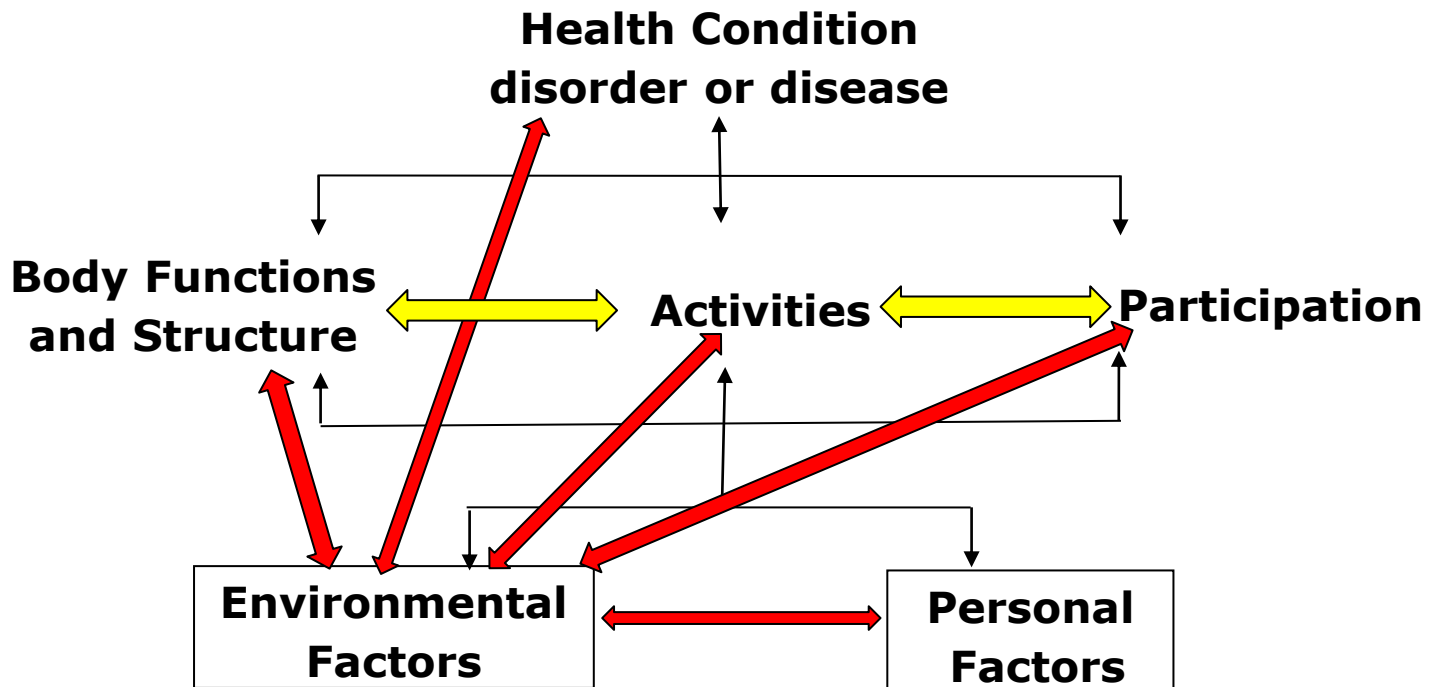 Health Condition
disorder or disease
Body Functions
and Structure
Activities
Participation
Environmental
Factors
Personal
Factors